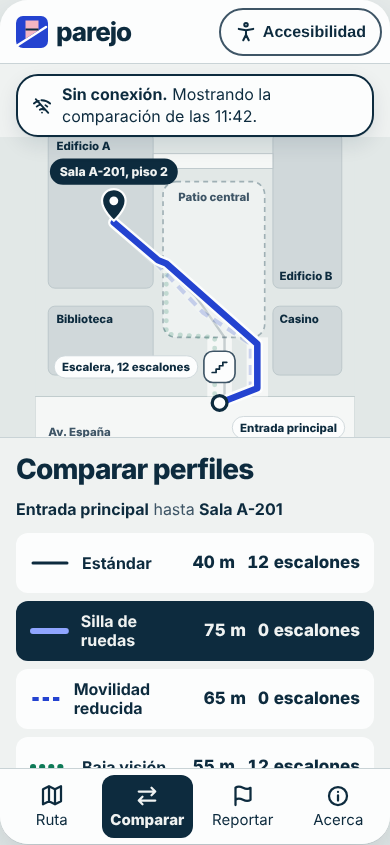 parejo
Accesibilidad
Sin conexión. Mostrando la
comparación de las 11:42.
Edificio A
Sala A-201, piso 2
Patio central
Edificio B
Biblioteca
Casino
Escalera, 12 escalones
Av. España
Entrada principal
Comparar perfiles
Entrada principal hasta Sala A-201
Estándar 40 m 12 escalones
Silla de
ruedas 75 m 0 escalones
Movilidad
reducida 65 m 0 escalones
Baja visión 55 m 12 escalones
Ruta Comparar Reportar Acerca